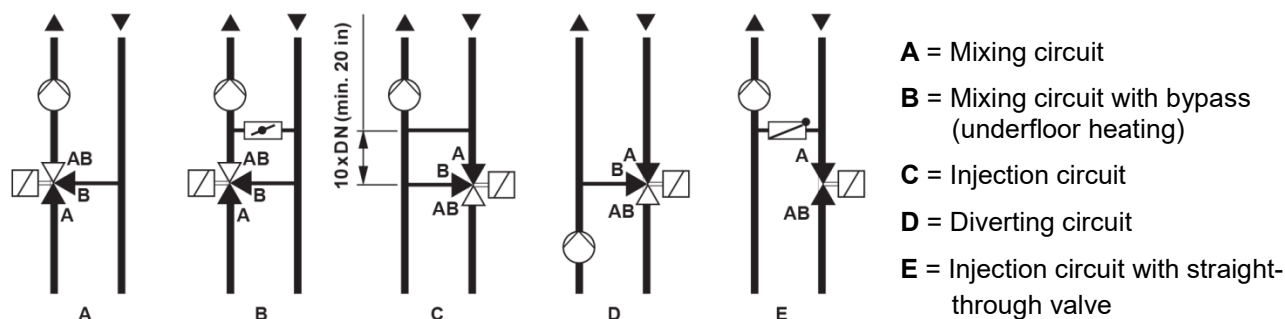 AB
B
A
A
AB
B
A
B
10 x DN (min. 20 in)
A
B
AB
C
A
B
AB
D
A
AB
E
A = Mixing circuit
B = Mixing circuit with bypass
(underfloor heating)
C = Injection circuit
D = Diverting circuit
E = Injection circuit with straight-
through valve